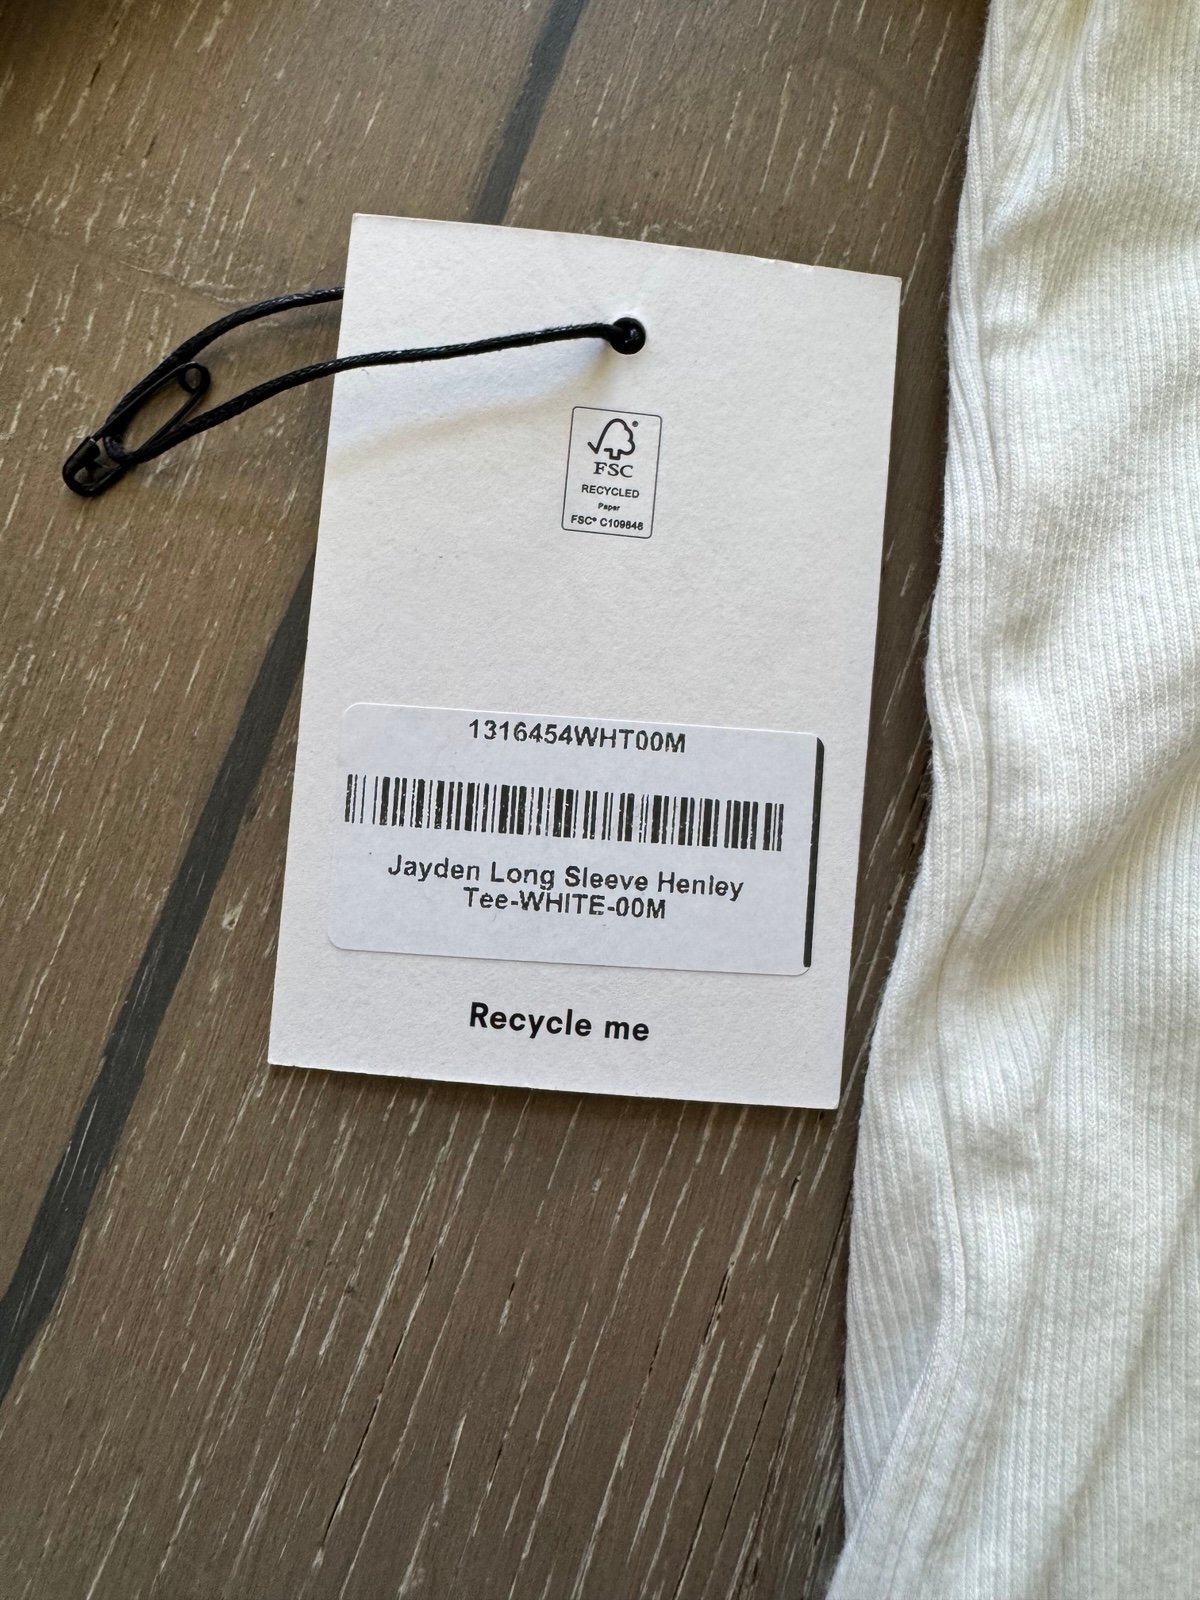 FSC®
RECYCLED
Paper
FSC® C109848
1316454WHT00M
Jayden Long Sleeve Henley
Tee-WHITE-00M
Recycle me